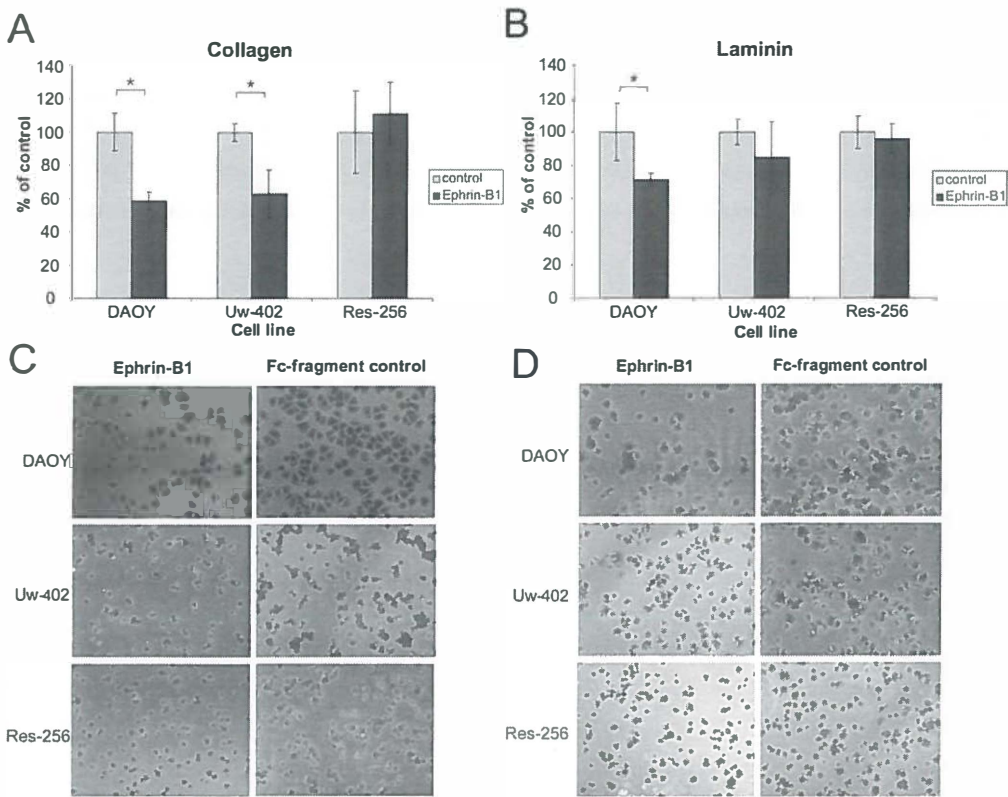 A
Collagen
% of control
140
120
100
80
60
40
20
0
*
*
DAOY
Uw-402
Res-256
Cell line
control
Ephrin-B1
B
Laminin
% of control
140
120
100
80
60
40
20
0
*
DAOY
Uw-402
Res-256
Cell line
control
Ephrin-B1
C
Ephrin-B1
Fc-fragment control
DAOY
Uw-402
Res-256
D
Ephrin-B1
Fc-fragment control
DAOY
Uw-402
Res-256